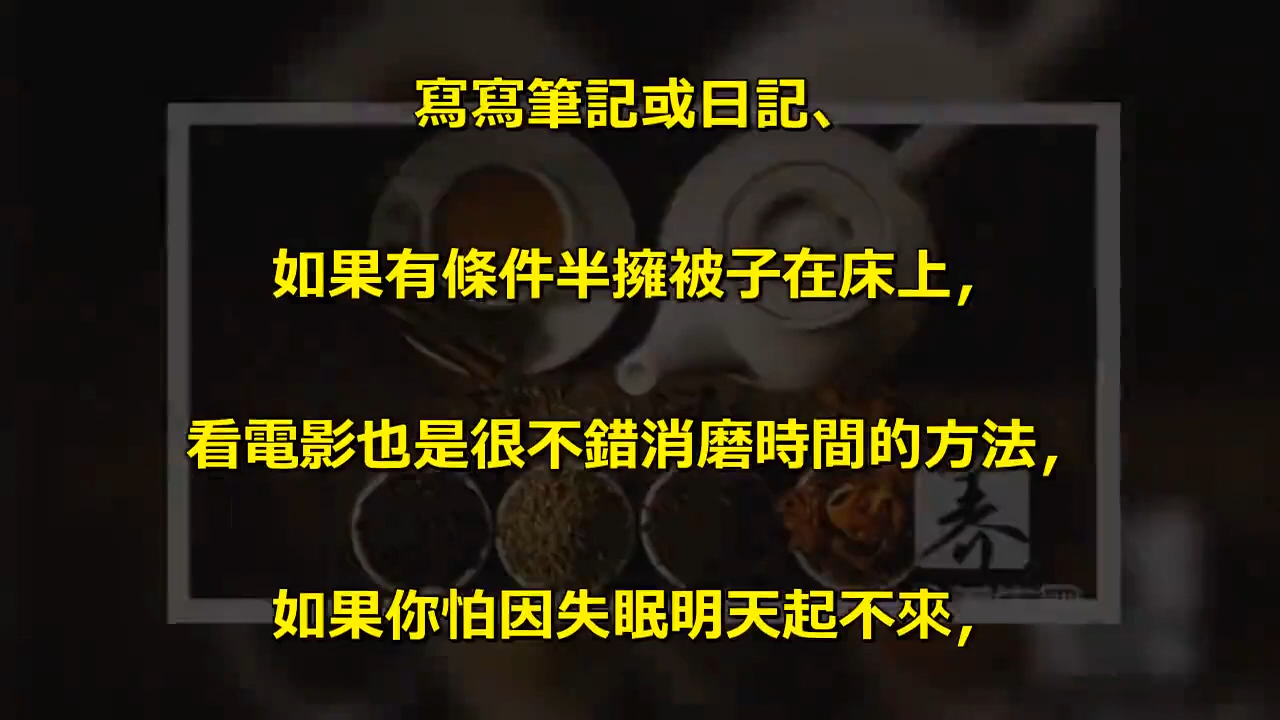 寫寫筆記或日記、
如果有條件半擁被子在床上，
看電影也是很不錯消磨時間的方法，
如果你怕因失眠明天起不來，